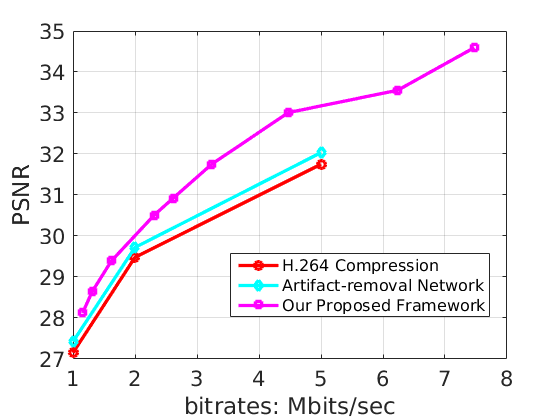 35
34
33
32
31
30
29
28
27
PSNR
H.264 Compression
Artifact-removal Network
Our Proposed Framework
1 2 3 4 5 6 7 8
bitrates: Mbits/sec